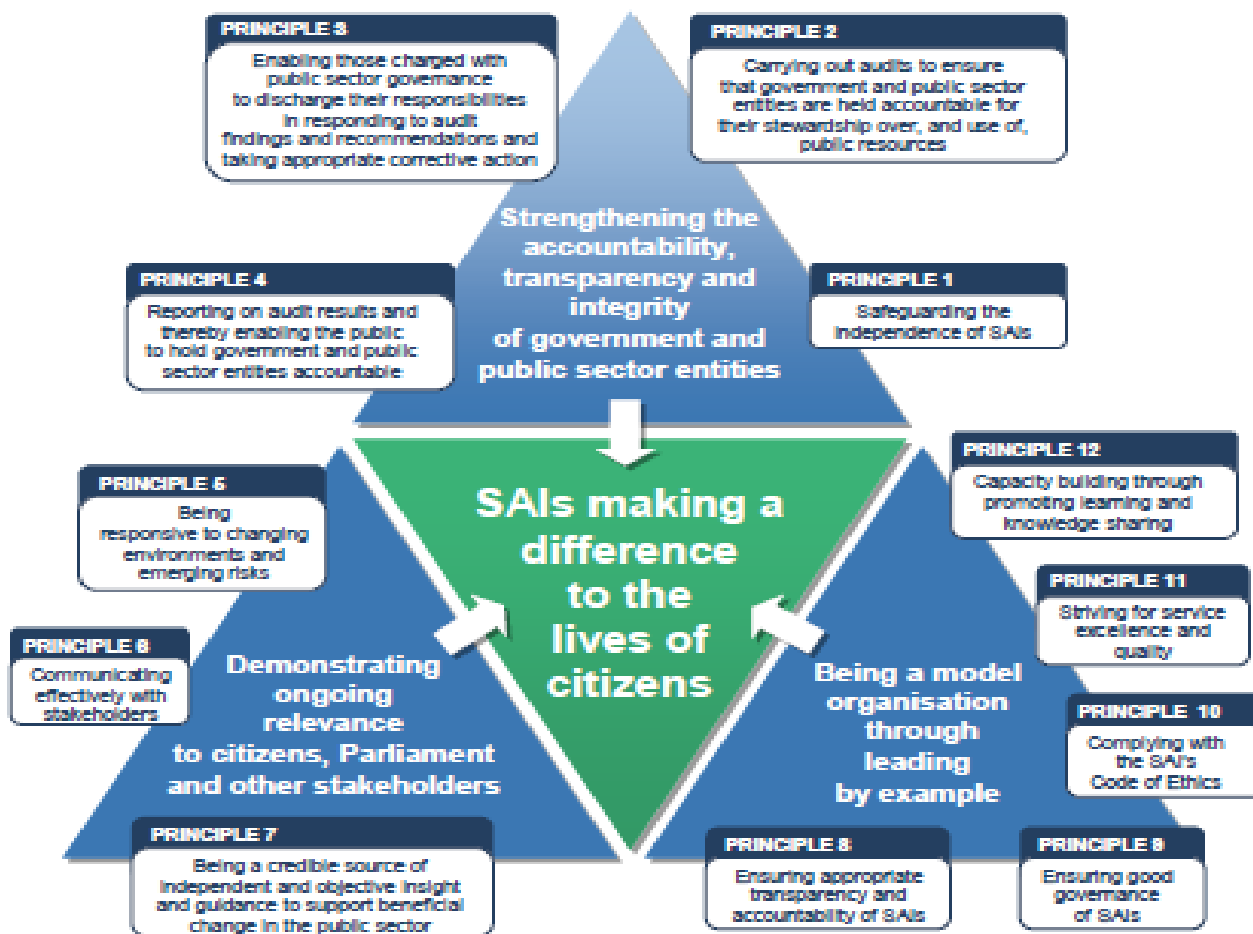 PRINCIPLE 3
Enabling those charged with
public sector governance
to discharge their responsibilities
in responding to audit
findings and recommendations and
taking appropriate corrective action
PRINCIPLE 2
Carrying out audits to ensure
that government and public sector
entities are held accountable for
their stewardship over, and use of,
public resources
Strengthening the
accountability,
transparency and
integrity
of government and
public sector entities
PRINCIPLE 4
Reporting on audit results and
thereby enabling the public
to hold government and public
sector entities accountable
PRINCIPLE 1
Safeguarding the
independence of SAIs
PRINCIPLE 5
Being
responsive to changing
environments and
emerging risks
SAIs making a
difference
to the
lives of
citizens
PRINCIPLE 12
Capacity building through
promoting learning and
knowledge sharing
PRINCIPLE 11
Striving for service
excellence and
quality
PRINCIPLE 6
Communicating
effectively with
stakeholders
Demonstrating
ongoing
relevance
to citizens, Parliament
and other stakeholders
Being a model
organisation
through
leading
by example
PRINCIPLE 10
Complying with
the SAI's
Code of Ethics
PRINCIPLE 7
Being a credible source of
independent and objective insight
and guidance to support beneficial
change in the public sector
PRINCIPLE 8
Ensuring appropriate
transparency and
accountability of SAIs
PRINCIPLE 9
Ensuring good
governance
of SAIs